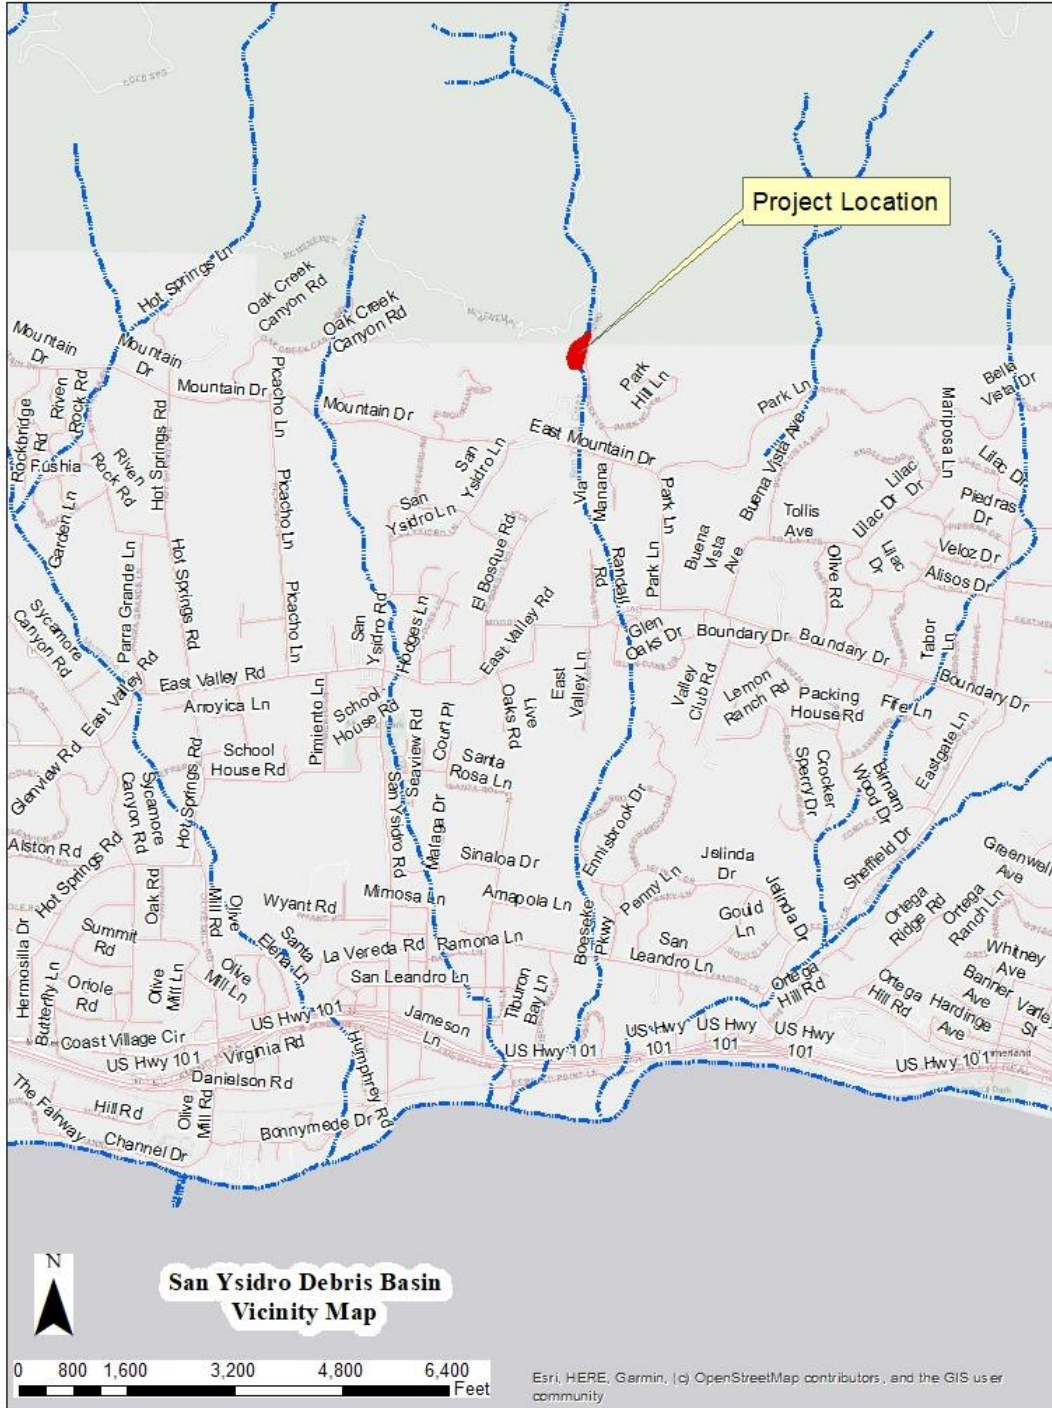 Project Location
Hot Springs Ln
Oak Creek
Canyon Rd
Oak Creek
Canyon Rd
Mountain
Dr
Mountain
Dr
Mountain Dr
Mountain Dr
Riven
Rock Rd
Rockbridge
Rd
Fushia
Riven
Rock Rd
Hot Springs Rd
Picacho Ln
Park
Hill Ln
Park Ln
Bella
Vista Dr
East Mountain Dr
San
Ysidro Ln
San
Ysidro Ln
Picacho Ln
Via
Manana
Park Ln
Buena Vista Ave
Mariposa Ln
Lilac Dr
Lilac
Dr
Lilac Dr
Piedras
Dr
Tollis
Ave
Garden Ln
Buena
Vista
Ave
Lilac
Dr
Veloz Dr
Alisos Dr
Olive Rd
El Bosque Rd
Randall
Rd
Park Ln
Parra Grande Ln
Hot Springs Rd
Picacho Ln
San
Ysidro Rd
Hodges Ln
East Valley Rd
Glen
Oaks Dr
Boundary Dr
Boundary Dr
Tabor
Ln
Boundary Dr
Sycamore
Canyon Rd
East Valley Rd
East Valley Rd
Arroyica Ln
Pimiento Ln
School
House Rd
East
Valley Ln
Live
Oaks Rd
Valley
Club Rd
Lemon
Ranch Rd
Packing
House Rd
Fife Ln
Eastgate Ln
Glenview Rd
School
House Rd
Seaview Rd
Court Pl
Santa
Rosa Ln
Crocker
Sperry Dr
Birnam
Wood Dr
Sycamore
Canyon Rd
Hot Springs Rd
San Ysidro Rd
Malaga Dr
Ennisbrook Dr
Sheffield Dr
Alston Rd
Hot Springs Rd
Sinaloa Dr
Jelinda
Dr
Greenwell
Ave
Oak Rd
Olive
Mill Rd
Wyant Rd
Mimosa Ln
Amapola Ln
Penny Ln
Jelinda Dr
Gould
Ln
Ortega
Ridge Rd
Ortega
Ranch Ln
Hermosilla Dr
Summit
Rd
Santa
Elena Ln
La Vereda Rd
Ramona Ln
Boeseke
Pkwy
San
Leandro Ln
Whitney
Ave
Butterfly Ln
Oriole
Rd
Olive
Mill Ln
Olive
Mill Ln
San Leandro Ln
Tiburon
Bay Ln
Ortega
Hill Rd
Ortega
Hill Rd
Banner
Ave
Hardinge
Ave
Varley
St
Coast Village Cir
US Hwy 101
US Hwy 101
Virginia Rd
Jameson
Ln
US Hwy 101
US Hwy
101
US Hwy
101
US Hwy
101
US Hwy 101
Danielson Rd
Humphrey Rd
The Fairway
Hill Rd
Olive
Mill Rd
Bonnymede Dr
Channel Dr
N
San Ysidro Debris Basin
Vicinity Map
0 800 1,600 3,200 4,800 6,400
Feet
Esri, HERE, Garmin, (c) OpenStreetMap contributors, and the GIS user
community